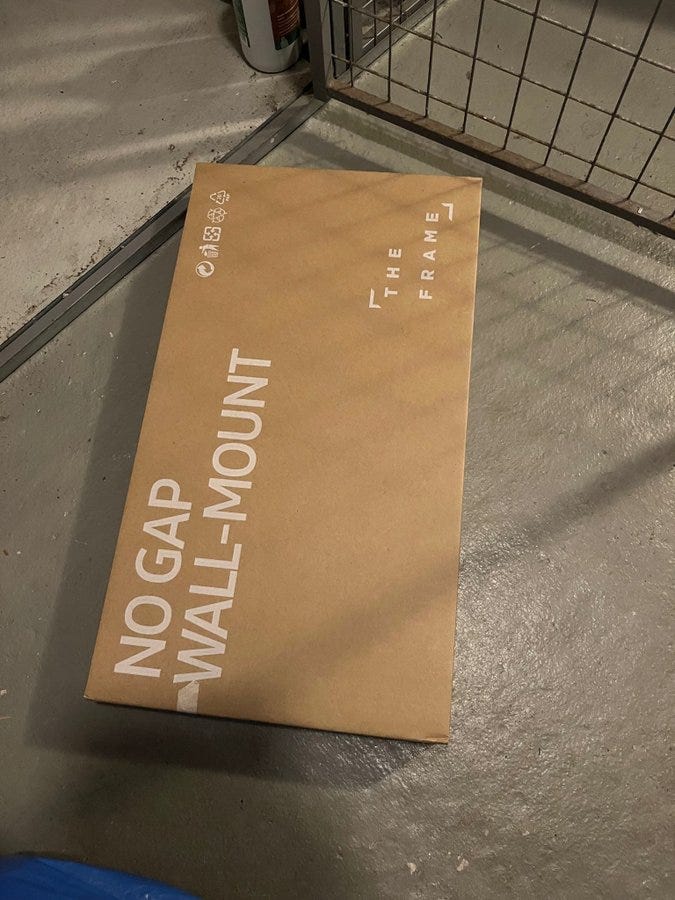 THE
FRAME
NO GAP
WALL-MOUNT